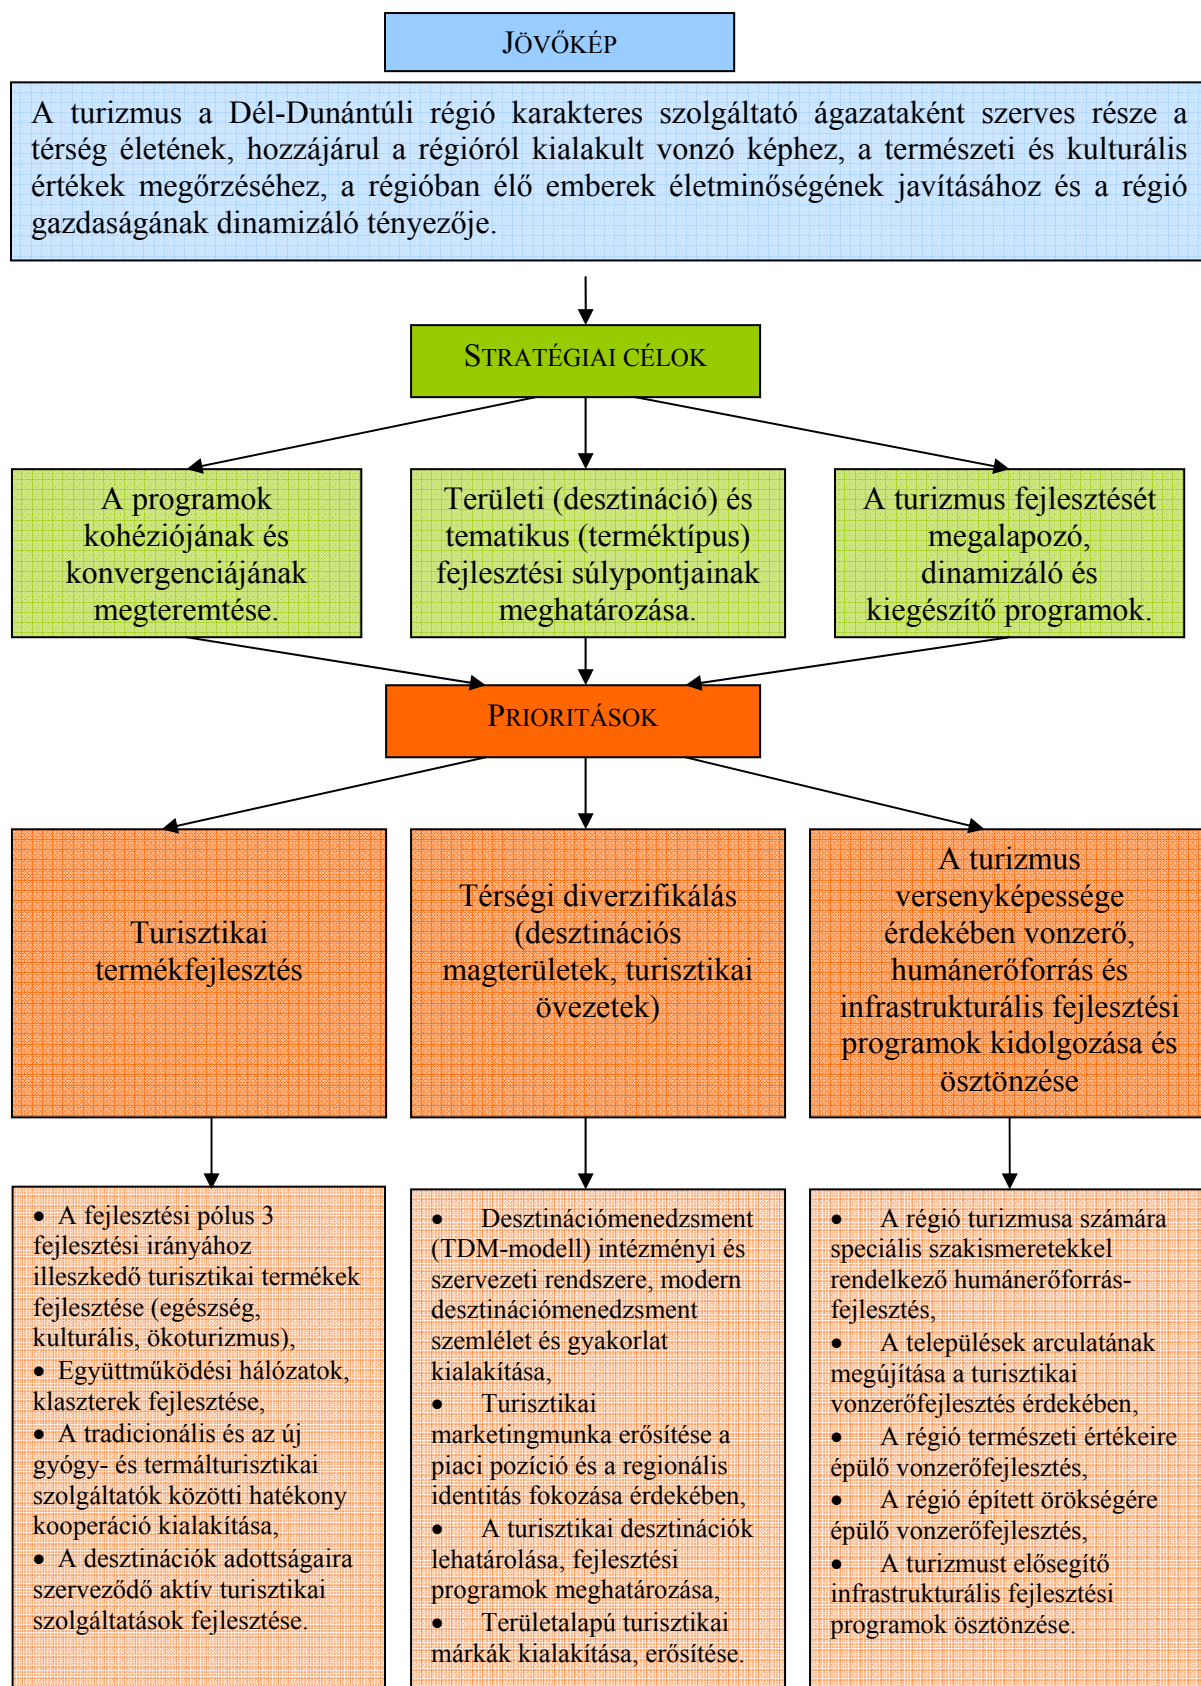 JÖVŐKÉP
A turizmus a Dél-Dunántúli régió karakteres szolgáltató ágazataként szerves része a
térség életének, hozzájárul a régióról kialakult vonzó képhez, a természeti és kulturális
értékek megőrzéséhez, a régióban élő emberek életminőségének javításához és a régió
gazdaságának dinamizáló tényezője.
STRATÉGIAI CÉLOK
A programok
kohéziójának és
konvergenciájának
megteremtése.
Területi (desztináció) és
tematikus (terméktípus)
fejlesztési súlypontjainak
meghatározása.
A turizmus fejlesztését
megalapozó,
dinamizáló és
kiegészítő programok.
PRIORITÁSOK
Turisztikai
termékfejlesztés
Térségi diverzifikálás
(desztinációs
magterületek, turisztikai
övezetek)
A turizmus
versenyképessége
érdekében vonzerő,
humánerőforrás és
infrastrukturális fejlesztési
programok kidolgozása és
ösztönzése
• A fejlesztési pólus 3
fejlesztési irányához
illeszkedő turisztikai termékek
fejlesztése (egészség,
kulturális, ökoturizmus),
• Együttműködési hálózatok,
klaszterek fejlesztése,
• A tradicionális és az új
gyógy- és termálturisztikai
szolgáltatók közötti hatékony
kooperáció kialakítása,
• A desztinációk adottságaira
szerveződő aktív turisztikai
szolgáltatások fejlesztése.
• Desztinációmenedzsment
(TDM-modell) intézményi és
szervezeti rendszere, modern
desztinációmenedzsment
szemlélet és gyakorlat
kialakítása,
• Turisztikai
marketingmunka erősítése a
piaci pozíció és a regionális
identitás fokozása érdekében,
• A turisztikai desztinációk
lehatárolása, fejlesztési
programok meghatározása,
• Területalapú turisztikai
márkák kialakítása, erősítése.
• A régió turizmusa számára
speciális szakismeretekkel
rendelkező humánerőforrás-
fejlesztés,
• A települések arculatának
megújítása a turisztikai
vonzerőfejlesztés érdekében,
• A régió természeti értékeire
épülő vonzerőfejlesztés,
• A régió épített örökségére
épülő vonzerőfejlesztés,
• A turizmust elősegítő
infrastrukturális fejlesztési
programok ösztönzése.